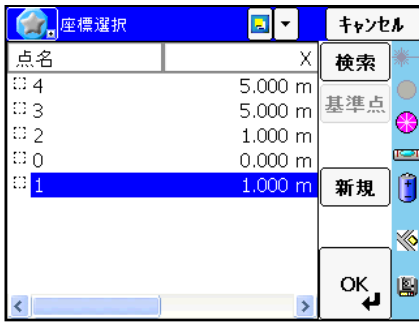 座標選択
キャンセル
点名 X
検索
4 5.000 m
3 5.000 m
基準点
2 1.000 m
0 0.000 m
1 1.000 m
新規
OK